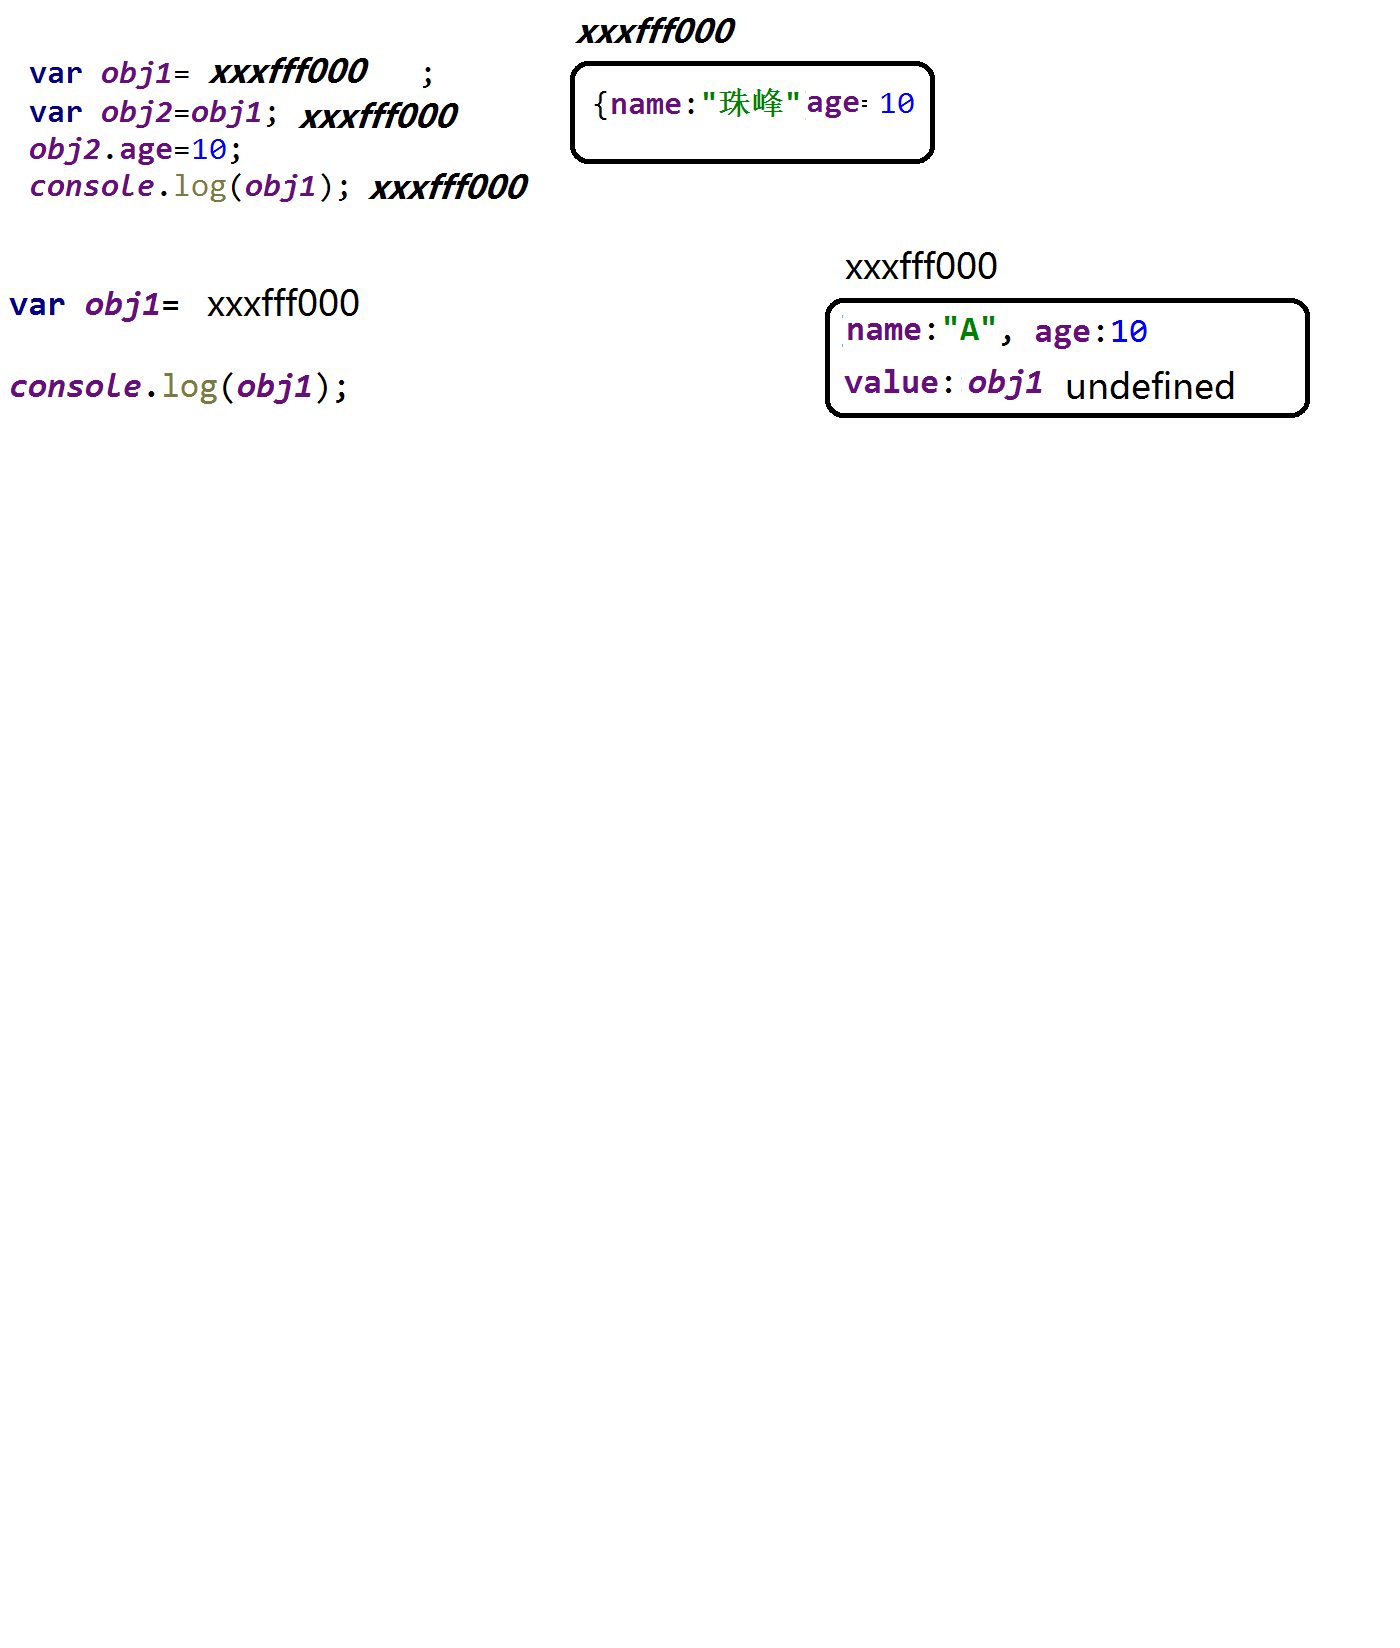 xxxfff000
var obj1= xxxfff000 ;
var obj2=obj1; xxxfff000
obj2.age=10;
console.log(obj1); xxxfff000
{name:"珠峰" age= 10
xxxfff000
var obj1= xxxfff000
console.log(obj1);
name:"A", age:10
value: obj1 undefined